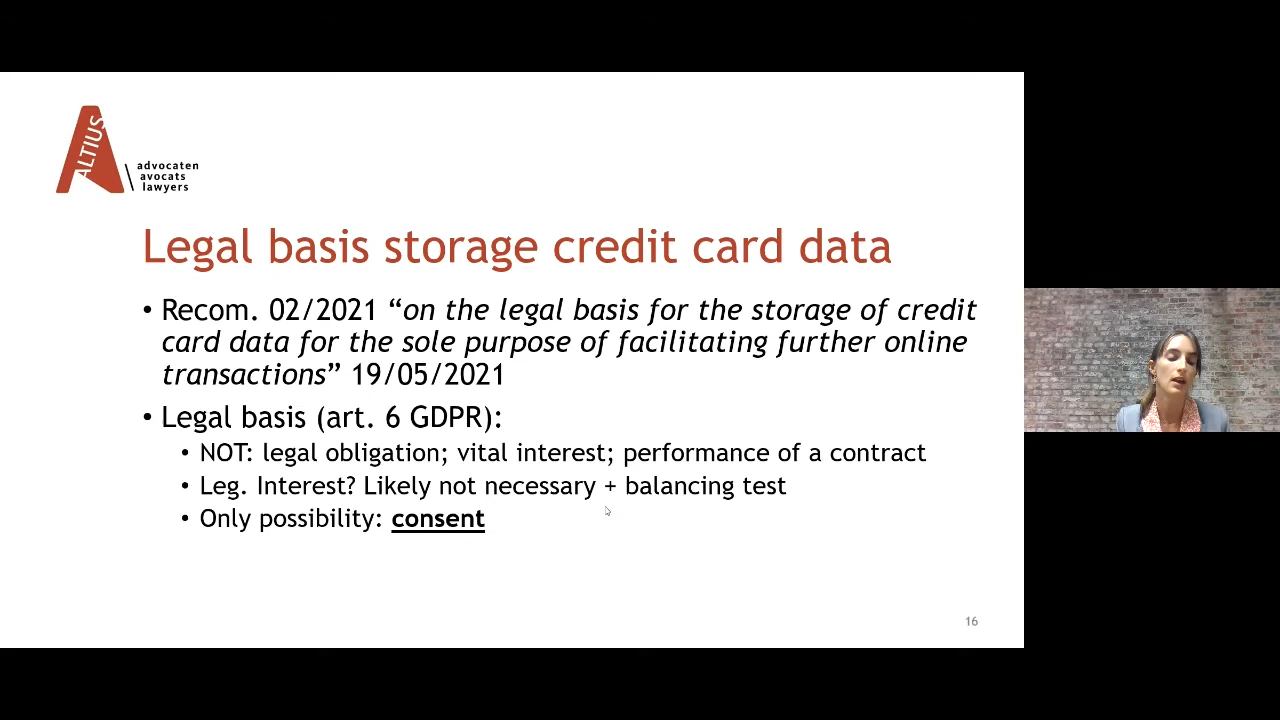 ALTIUS
advocaten
avocats
lawyers
Legal basis storage credit card data
• Recom. 02/2021 “on the legal basis for the storage of credit
card data for the sole purpose of facilitating further online
transactions” 19/05/2021
• Legal basis (art. 6 GDPR):
• NOT: legal obligation; vital interest; performance of a contract
• Leg. Interest? Likely not necessary + balancing test
• Only possibility: consent
16